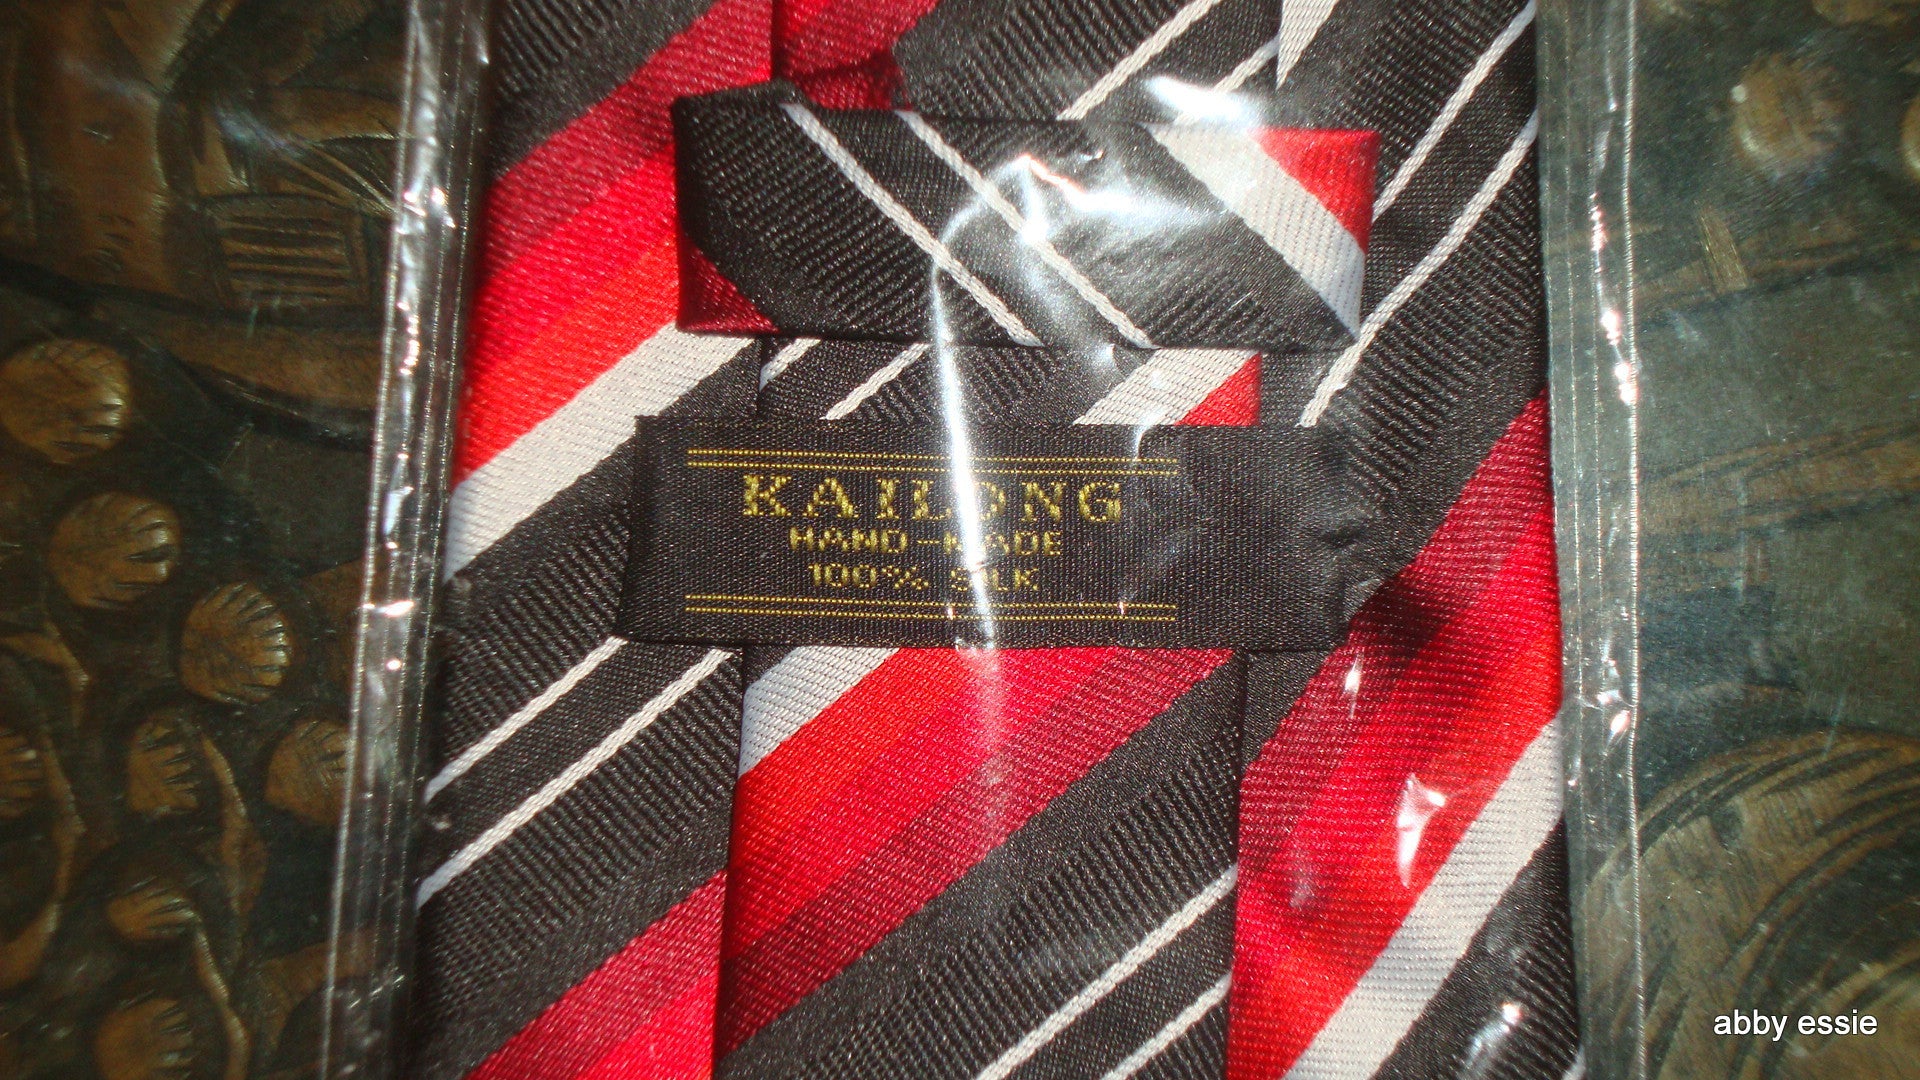 KAILONG
HAND-MADE
100% SILK
abby essie